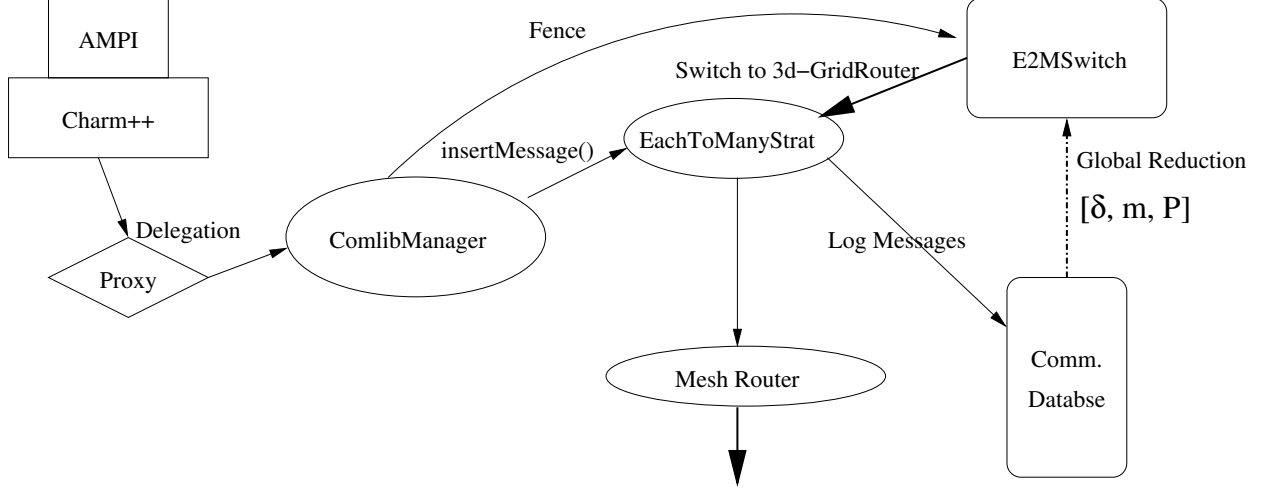 AMPI
Fence
E2MSwitch
Switch to 3d-GridRouter
Charm++
EachToManyStrat
insertMessage()
Global Reduction
[δ, m, P]
Delegation
ComlibManager
Log Messages
Proxy
Mesh Router
Comm.
Databse